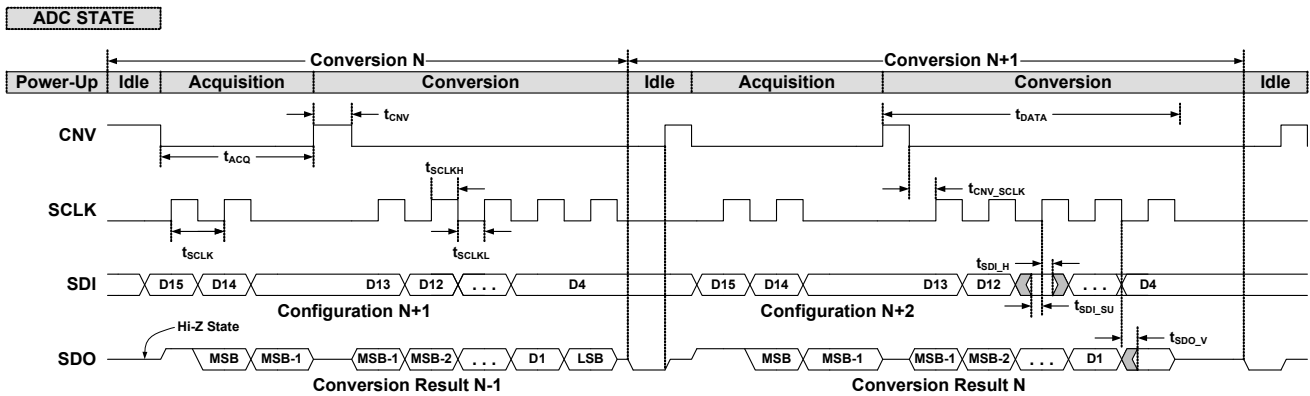 ADC STATE
Conversion N Conversion N+1
Power-Up Idle Acquisition Conversion Idle Acquisition Conversion Idle
tCNV tDATA
CNV
tACQ
tSCLKH tCNV_SCLK
SCLK
tSCLK tSCLKL
tSDI_H
SDI D15 D14 D13 D12 . . . D4 D15 D14 D13 D12 . . . D4
Configuration N+1 Configuration N+2 tSDI_SU
Hi-Z State
tSDO_V
SDO MSB MSB-1 MSB-1 MSB-2 . . . D1 LSB MSB MSB-1 MSB-1 MSB-2 . . . D1
Conversion Result N-1 Conversion Result N